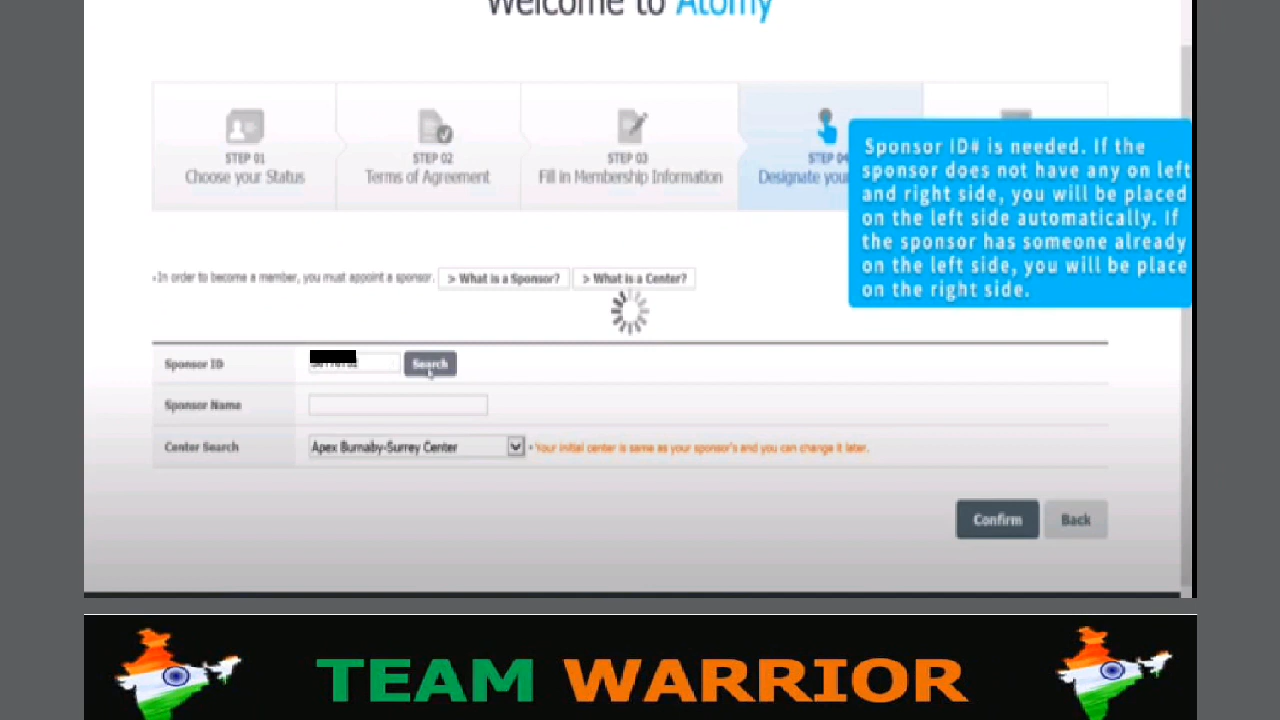 Welcome to Atomy
STEP 01
Choose your Status
STEP 02
Terms of Agreement
STEP 03
Fill in Membership Information
STEP 04
Designate your
Sponsor ID# is needed. If the
sponsor does not have any on left
and right side, you will be placed
on the left side automatically. If
the sponsor has someone already
on the left side, you will be place
on the right side.
In order to become a member, you must appoint a sponsor. > What is a Sponsor? > What is a Center?
Sponsor ID Search
Sponsor Name
Center Search Apex Burnaby-Surrey Center Your initial center is same as your sponsor's and you can change it later.
Confirm Back
TEAM WARRIOR